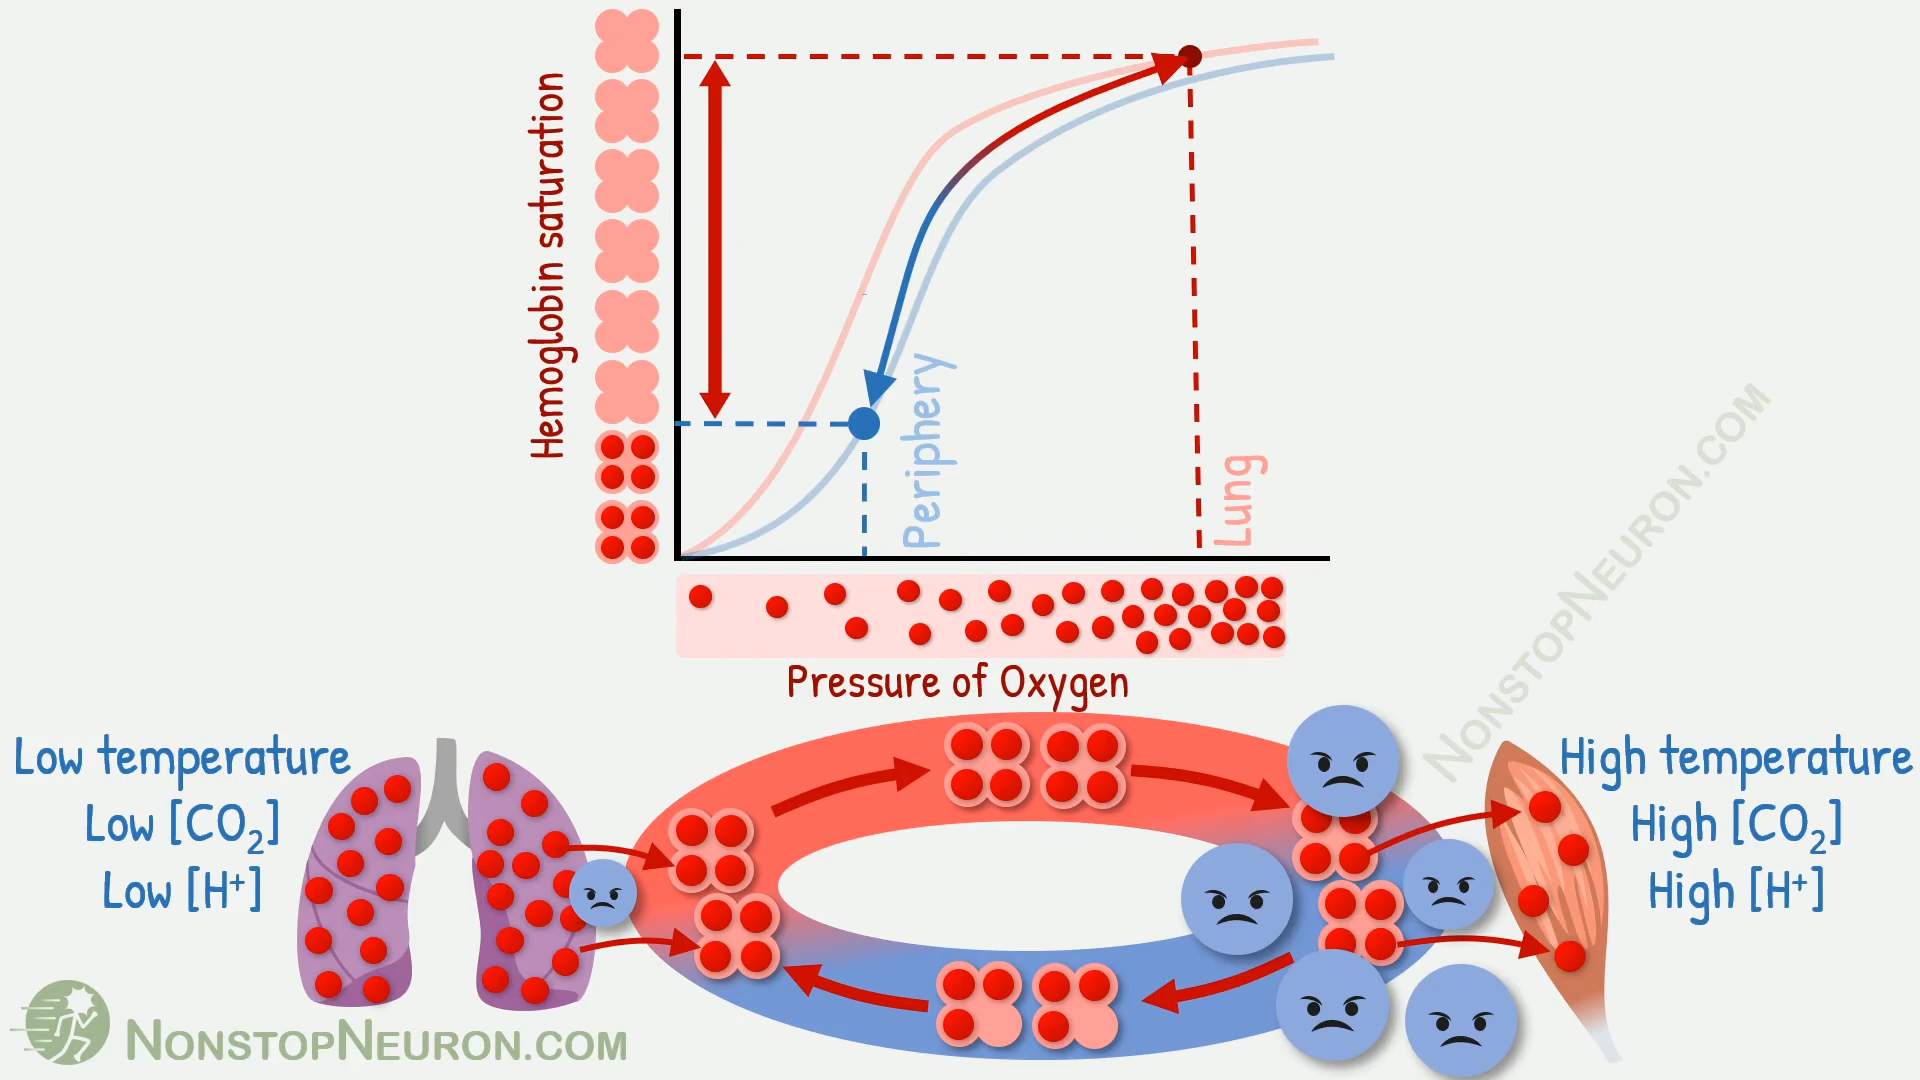 Hemoglobin saturation
Periphery
Lung
Pressure of Oxygen
Low temperature
Low [CO₂]
Low [H⁺]
High temperature
High [CO₂]
High [H⁺]
NonstopNeuron.com
NonstopNeuron.com